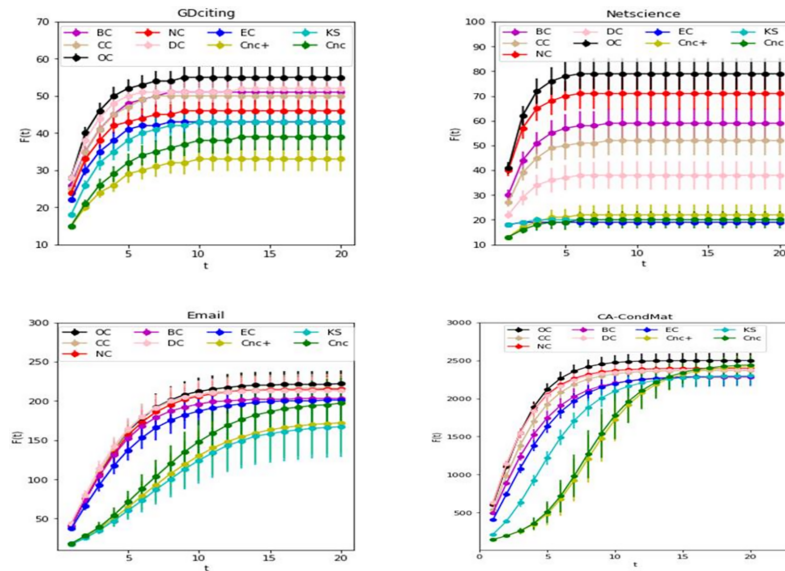 GDciting
70
60
50
40
30
20
10
F(t)
BC NC EC KS
CC DC Cnc+ Cnc
OC
5 10 15 20
t
Netscience
100
90
80
70
60
50
40
30
20
10
F(t)
BC DC EC KS
CC OC Cnc+ Cnc
NC
5 10 15 20
t
Email
300
250
200
150
100
50
F(t)
OC BC EC KS
CC DC Cnc+ Cnc
NC
5 10 15 20
t
CA-CondMat
3000
2500
2000
1500
1000
500
F(t)
OC BC EC KS
CC DC Cnc+ Cnc
NC
0 5 10 15 20
t